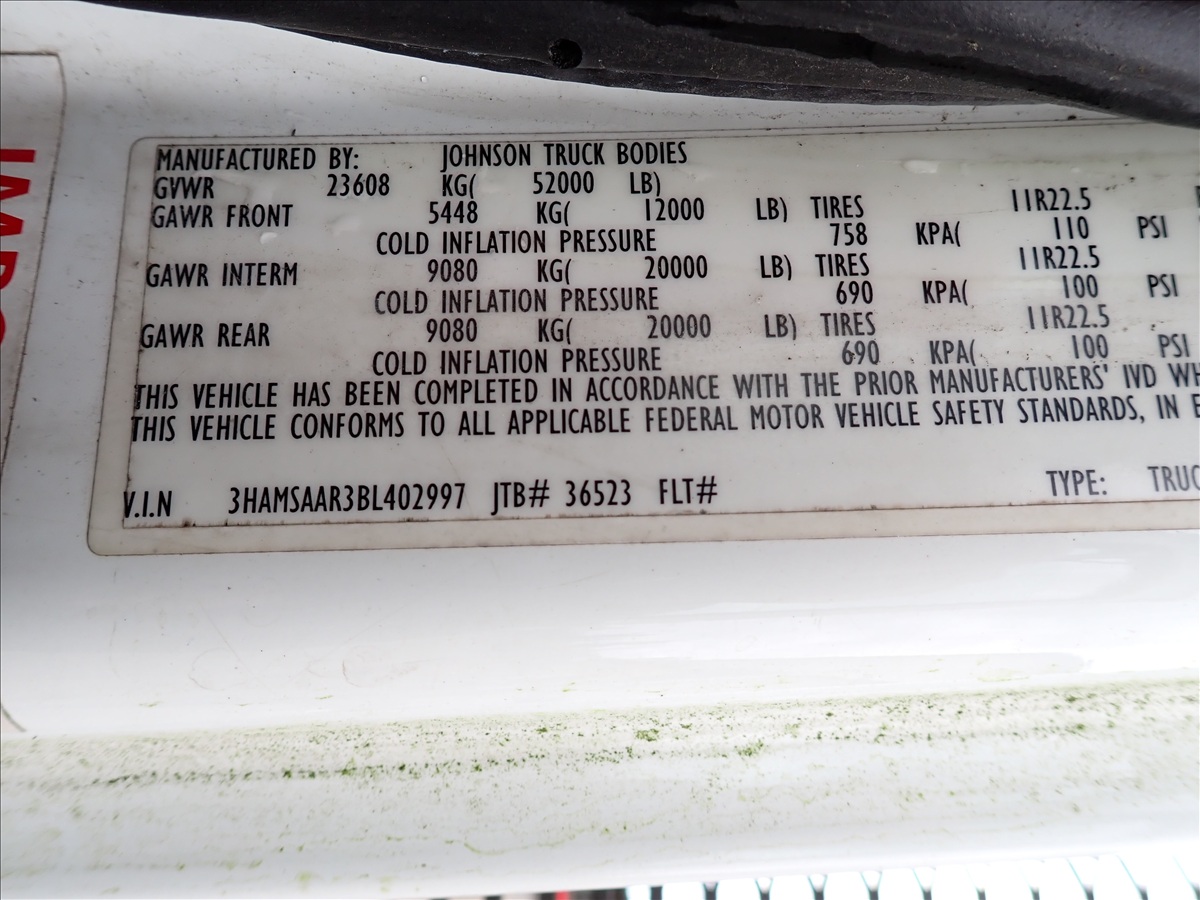 MANUFACTURED BY: JOHNSON TRUCK BODIES
GVWR 23608 KG( 52000 LB)
GAWR FRONT 5448 KG( 12000 LB) TIRES 11R22.5
COLD INFLATION PRESSURE 758 KPA( 110 PSI
GAWR INTERM 9080 KG( 20000 LB) TIRES 11R22.5
COLD INFLATION PRESSURE 690 KPA( 100 PSI
GAWR REAR 9080 KG( 20000 LB) TIRES 11R22.5
COLD INFLATION PRESSURE 690 KPA( 100 PSI
THIS VEHICLE HAS BEEN COMPLETED IN ACCORDANCE WITH THE PRIOR MANUFACTURERS' IVD WH
THIS VEHICLE CONFORMS TO ALL APPLICABLE FEDERAL MOTOR VEHICLE SAFETY STANDARDS, IN E
V.I.N 3HAMSAAR3BL402997 JTB# 36523 FLT# TYPE: TRUC